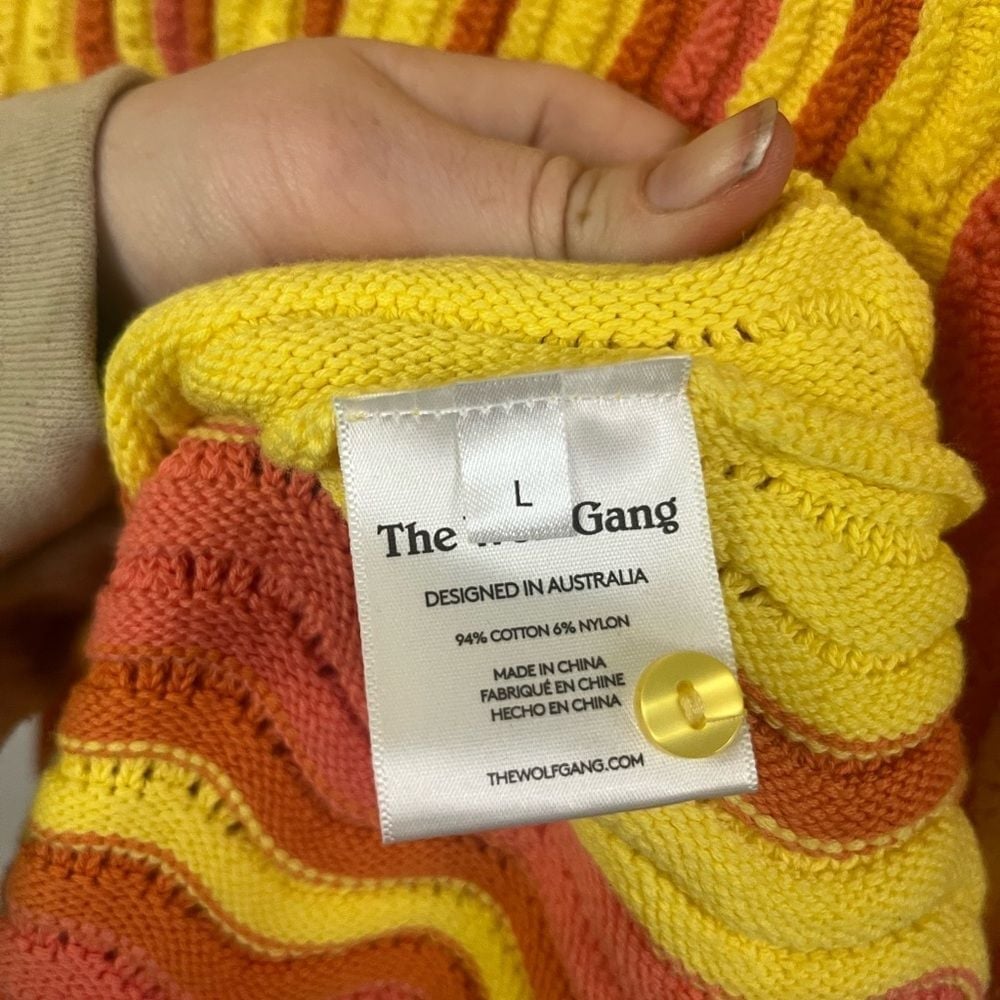 L
The Gang
DESIGNED IN AUSTRALIA
94% COTTON 6% NYLON
MADE IN CHINA
FABRIQUÉ EN CHINE
HECHO EN CHINA
THEWOLFGANG.COM